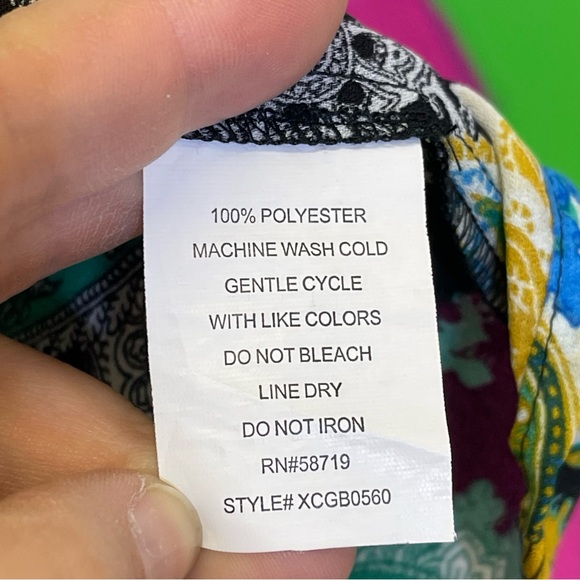 100% POLYESTER
MACHINE WASH COLD
GENTLE CYCLE
WITH LIKE COLORS
DO NOT BLEACH
LINE DRY
DO NOT IRON
RN#58719
STYLE# XCGB0560